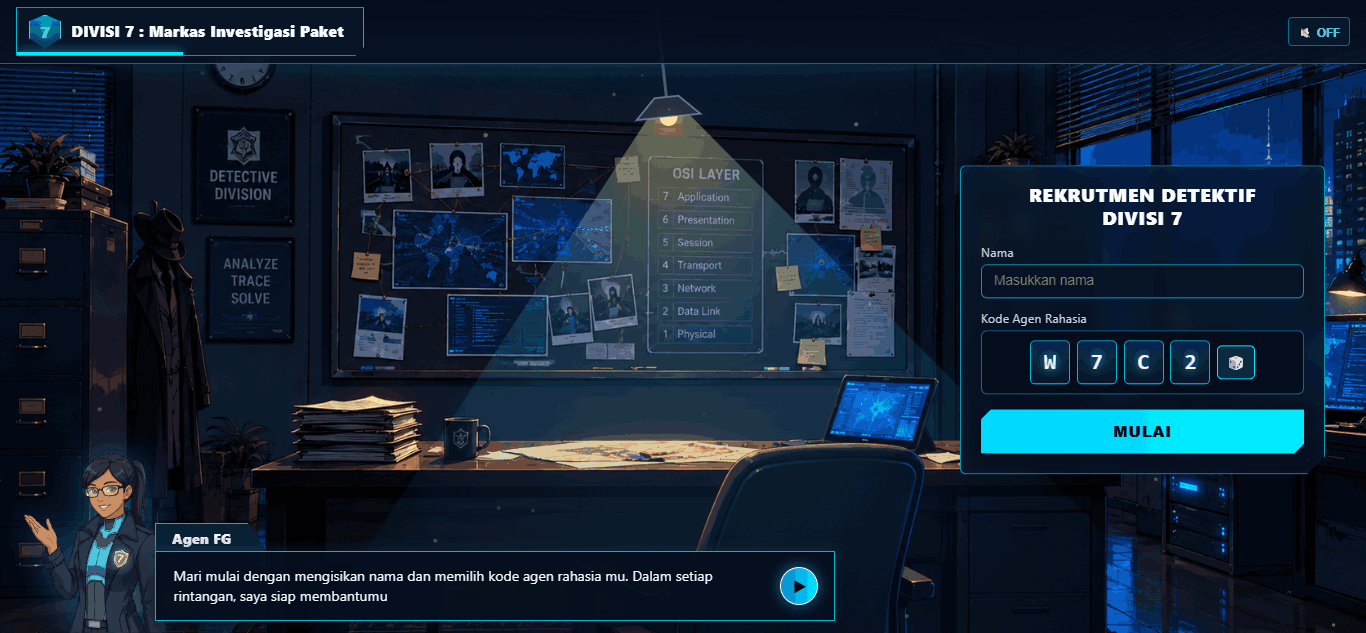 7
DIVISI 7 : Markas Investigasi Paket
OFF
DETECTIVE
DIVISION
ANALYZE
TRACE
SOLVE
OSI LAYER
7 Application
6 Presentation
5 Session
4 Transport
3 Network
2 Data Link
1 Physical
REKRUTMEN DETEKTIF
DIVISI 7
Nama
Masukkan nama
Kode Agen Rahasia
W 7 C 2
MULAI
7
Agen FG
Mari mulai dengan mengisikan nama dan memilih kode agen rahasia mu. Dalam setiap
rintangan, saya siap membantumu